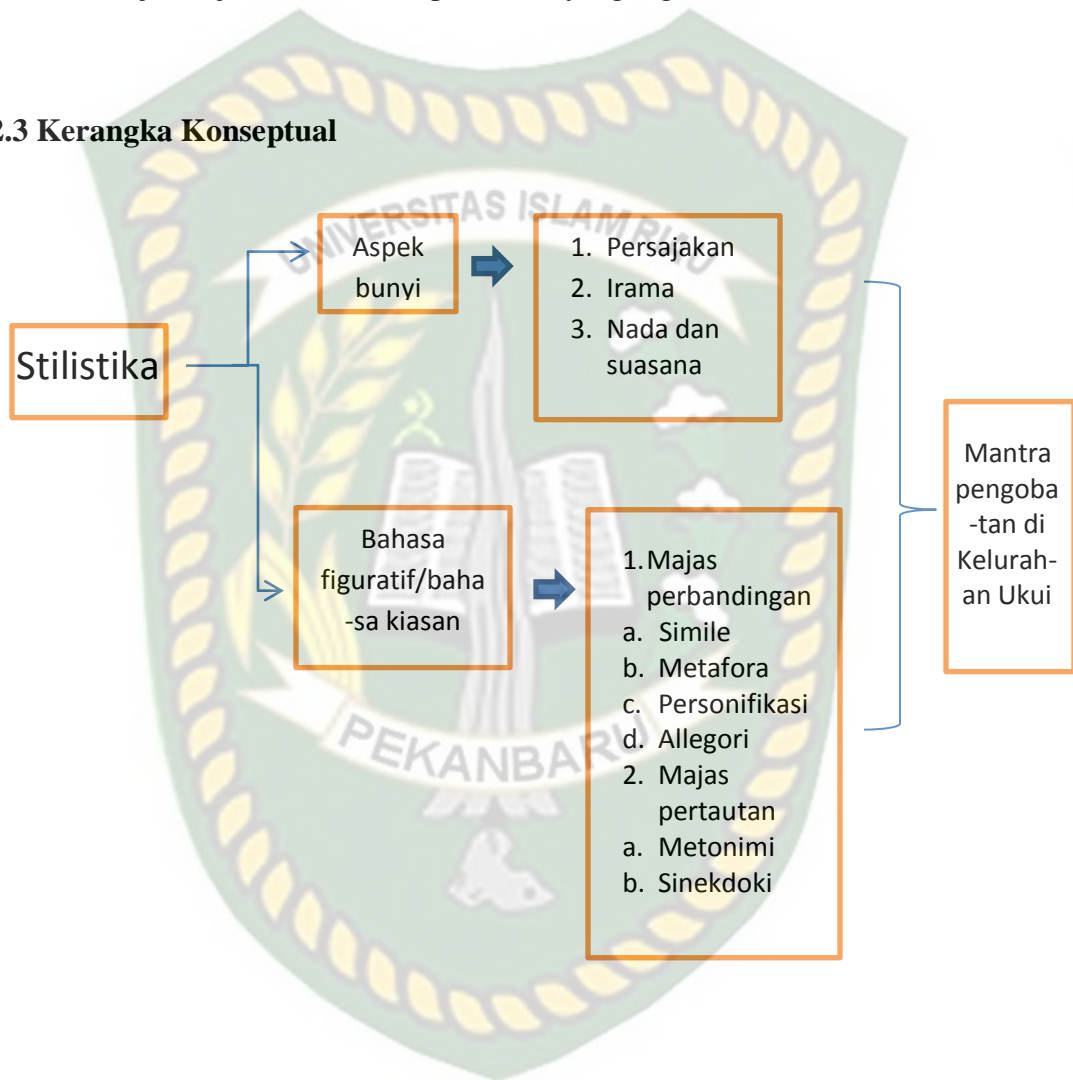 2.3 Kerangka Konseptual
UNIVERSITAS ISLAM RIAU
Aspek
bunyi
1. Persajakan
2. Irama
3. Nada dan
suasana
Stilistika
Mantra
pengoba
-tan di
Kelurah-
an Ukui
Bahasa
figuratif/baha
-sa kiasan
1.Majas
perbandingan
a. Simile
b. Metafora
c. Personifikasi
d. Allegori
2. Majas
pertautan
a. Metonimi
b. Sinekdoki
PEKANBARU